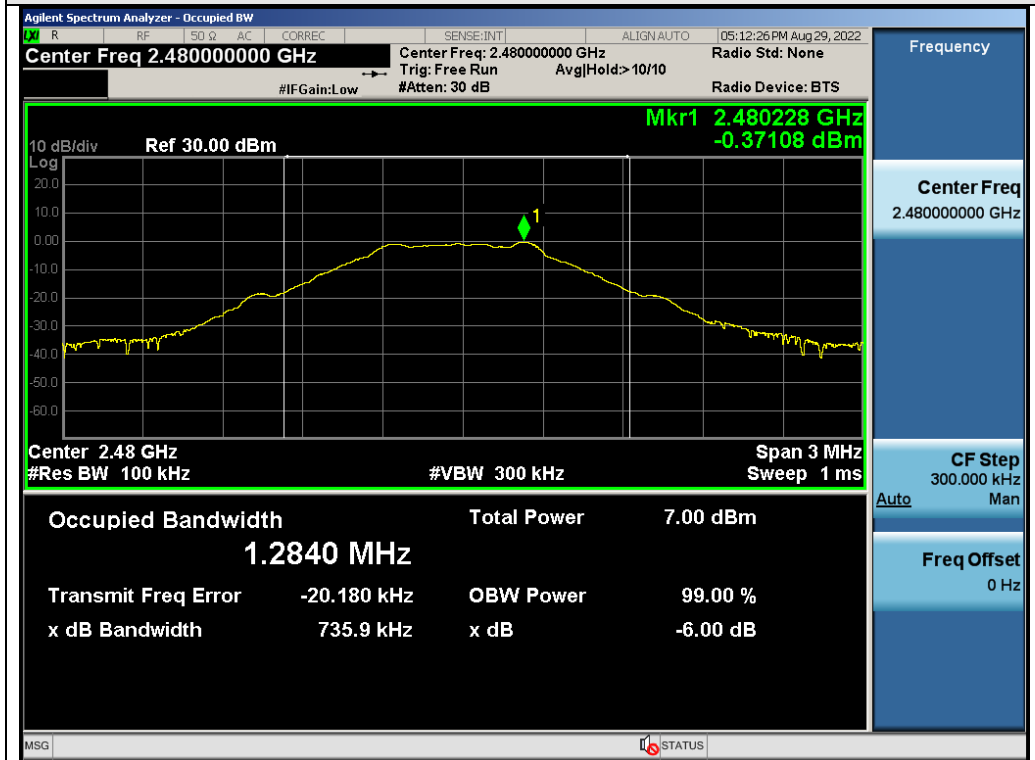 Agilent Spectrum Analyzer - Occupied BW
LXI R RF 50 Ω AC CORREC SENSE:INT ALIGN AUTO 05:12:26 PM Aug 29, 2022
Center Freq 2.480000000 GHz
#IFGain:Low
Center Freq: 2.480000000 GHz
Trig: Free Run Avg|Hold:> 10/10
#Atten: 30 dB
Radio Std: None
Radio Device: BTS
Mkr1 2.480228 GHz
-0.37108 dBm
10 dB/div Ref 30.00 dBm
Log
20.0
10.0
0.00
-10.0
-20.0
-30.0
-40.0
-50.0
-60.0
1
Center 2.48 GHz Span 3 MHz
#Res BW 100 kHz #VBW 300 kHz Sweep 1 ms
Occupied Bandwidth Total Power 7.00 dBm
1.2840 MHz
Transmit Freq Error -20.180 kHz OBW Power 99.00 %
x dB Bandwidth 735.9 kHz x dB -6.00 dB
Frequency
Center Freq
2.480000000 GHz
CF Step
300.000 kHz
Auto Man
Freq Offset
0 Hz
MSG STATUS